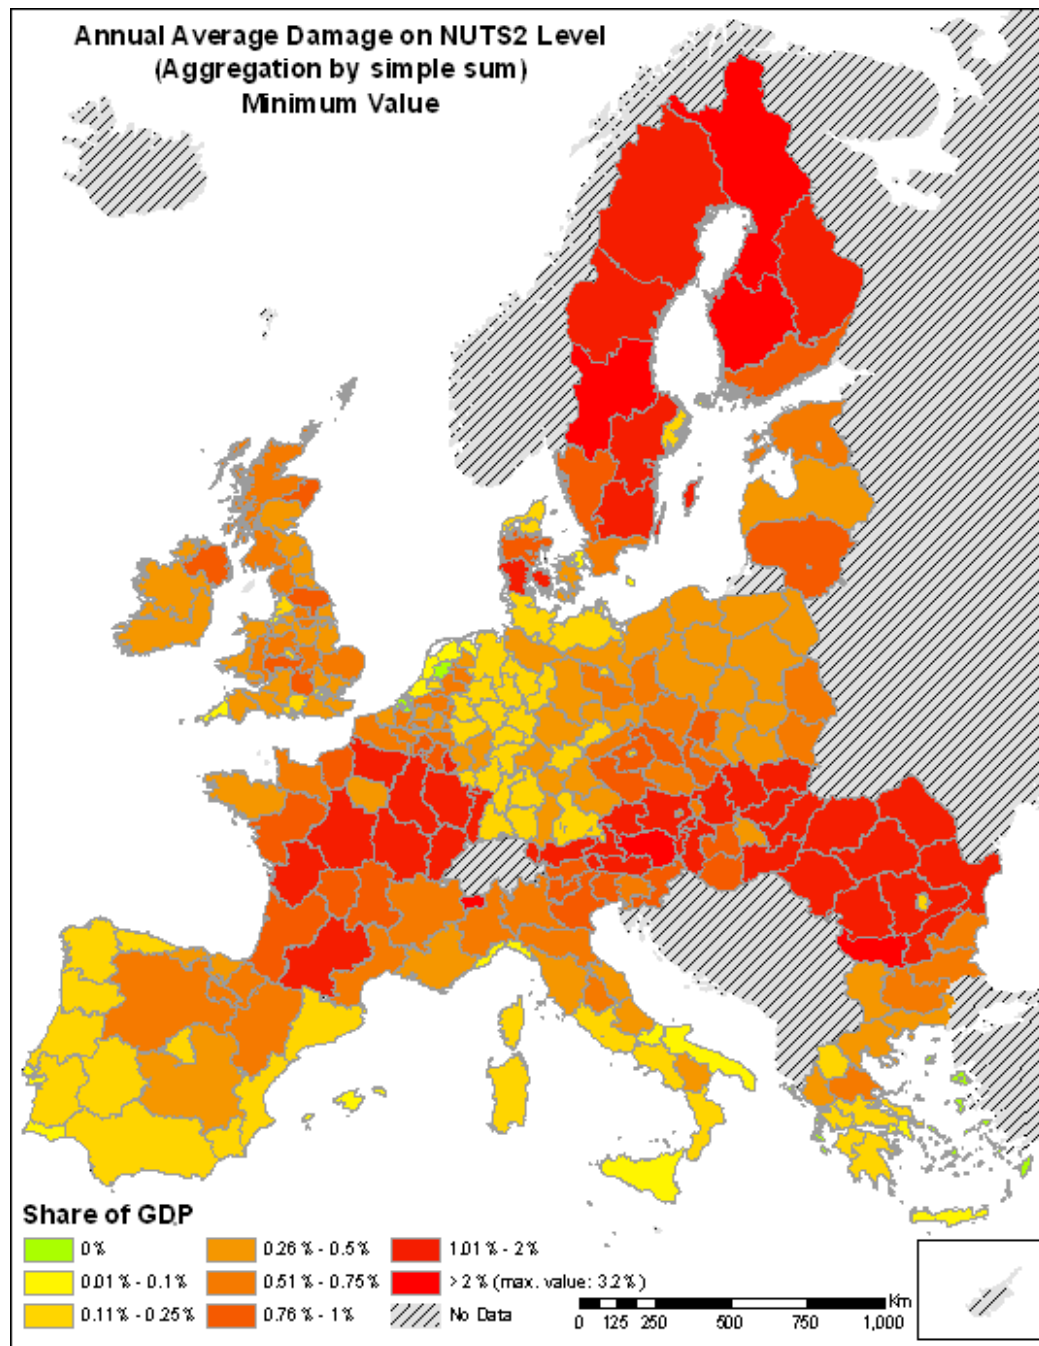 Annual Average Damage on NUTS2 Level
(Aggregation by simple sum)
Minimum Value
Share of GDP
0%
0.26% - 0.5%
1.01% - 2%
0.01% - 0.1%
0.51% - 0.75%
> 2% (max. value: 3.2%)
0.11% - 0.25%
0.76% - 1%
No Data
Km
0 125 250 500 750 1,000